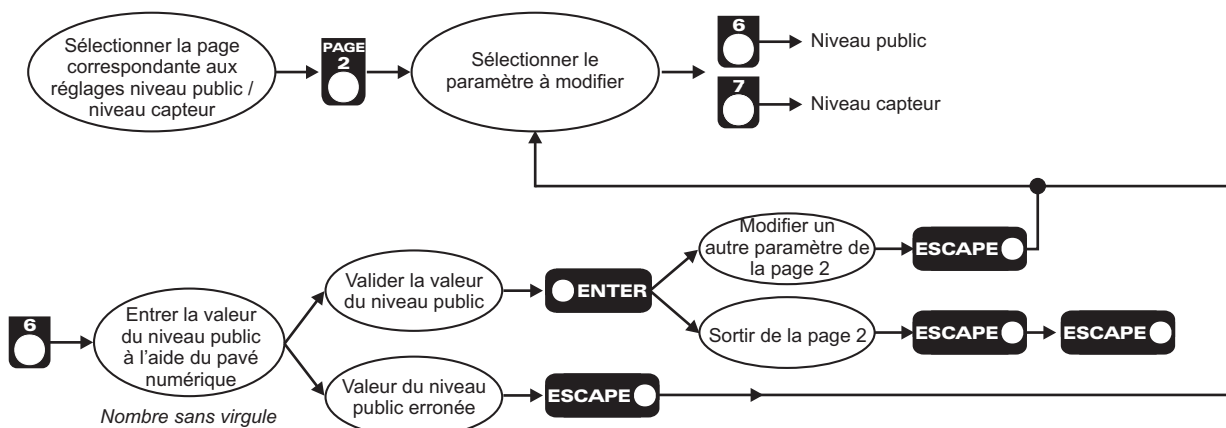 Sélectionner la page
correspondante aux
réglages niveau public /
niveau capteur
PAGE
2
Sélectionner le
paramètre à modifier
6
Niveau public
7
Niveau capteur
6
Entrer la valeur
du niveau public
à l'aide du pavé
numérique
Nombre sans virgule
Valider la valeur
du niveau public
ENTER
Modifier un
autre paramètre de
la page 2
ESCAPE
Sortir de la page 2
ESCAPE
ESCAPE
Valeur du niveau
public erronée
ESCAPE